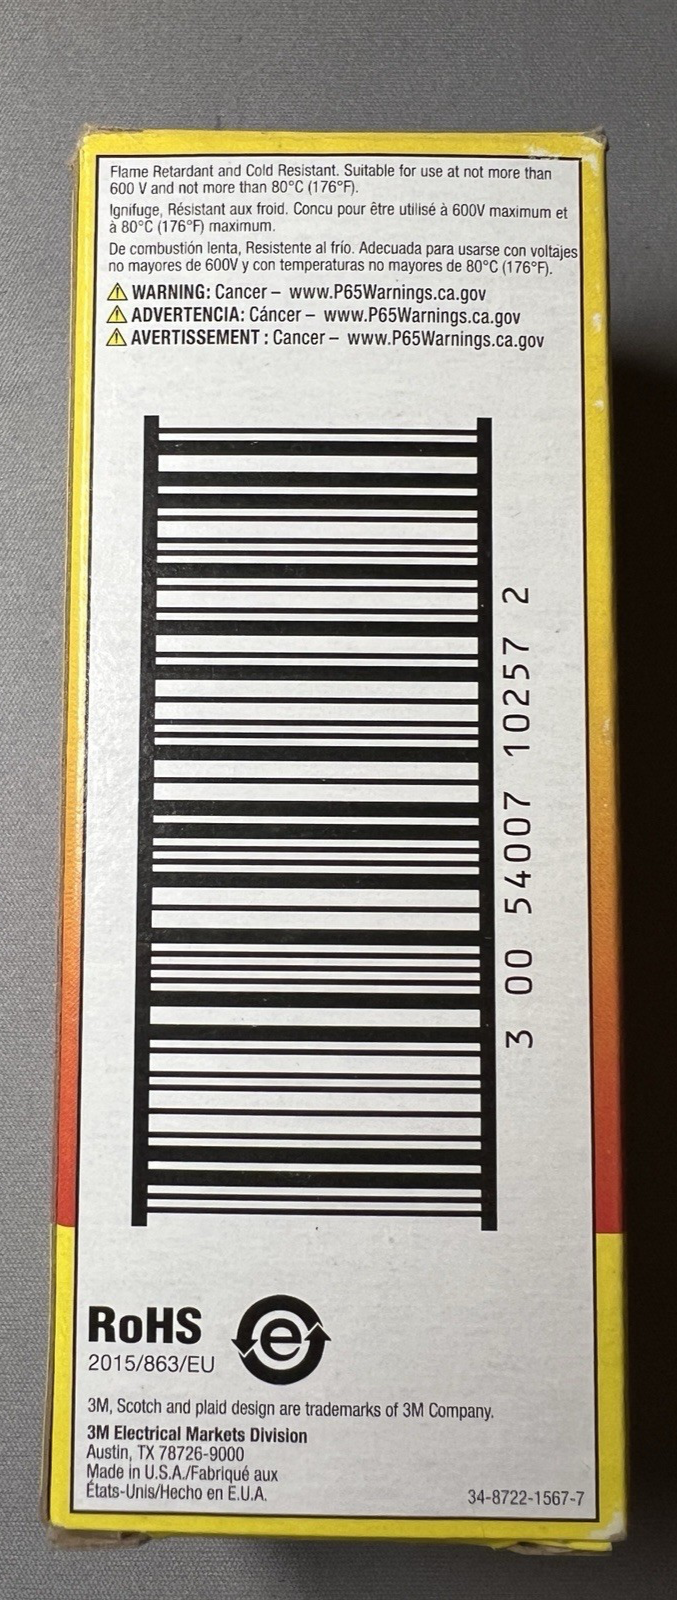 Flame Retardant and Cold Resistant. Suitable for use at not more than
600 V and not more than 80°C (176°F).
Ignifuge, Résistant aux froid. Concu pour être utilisé à 600V maximum et
à 80°C (176°F) maximum.
De combustión lenta, Resistente al frío. Adecuada para usarse con voltajes
no mayores de 600V y con temperaturas no mayores de 80°C (176°F).
WARNING: Cancer – www.P65Warnings.ca.gov
ADVERTENCIA: Cáncer – www.P65Warnings.ca.gov
AVERTISSEMENT : Cancer – www.P65Warnings.ca.gov
3 00 54007 10257 2
RoHS
2015/863/EU
e
3M, Scotch and plaid design are trademarks of 3M Company.
3M Electrical Markets Division
Austin, TX 78726-9000
Made in U.S.A./Fabriqué aux
États-Unis/Hecho en E.U.A.
34-8722-1567-7